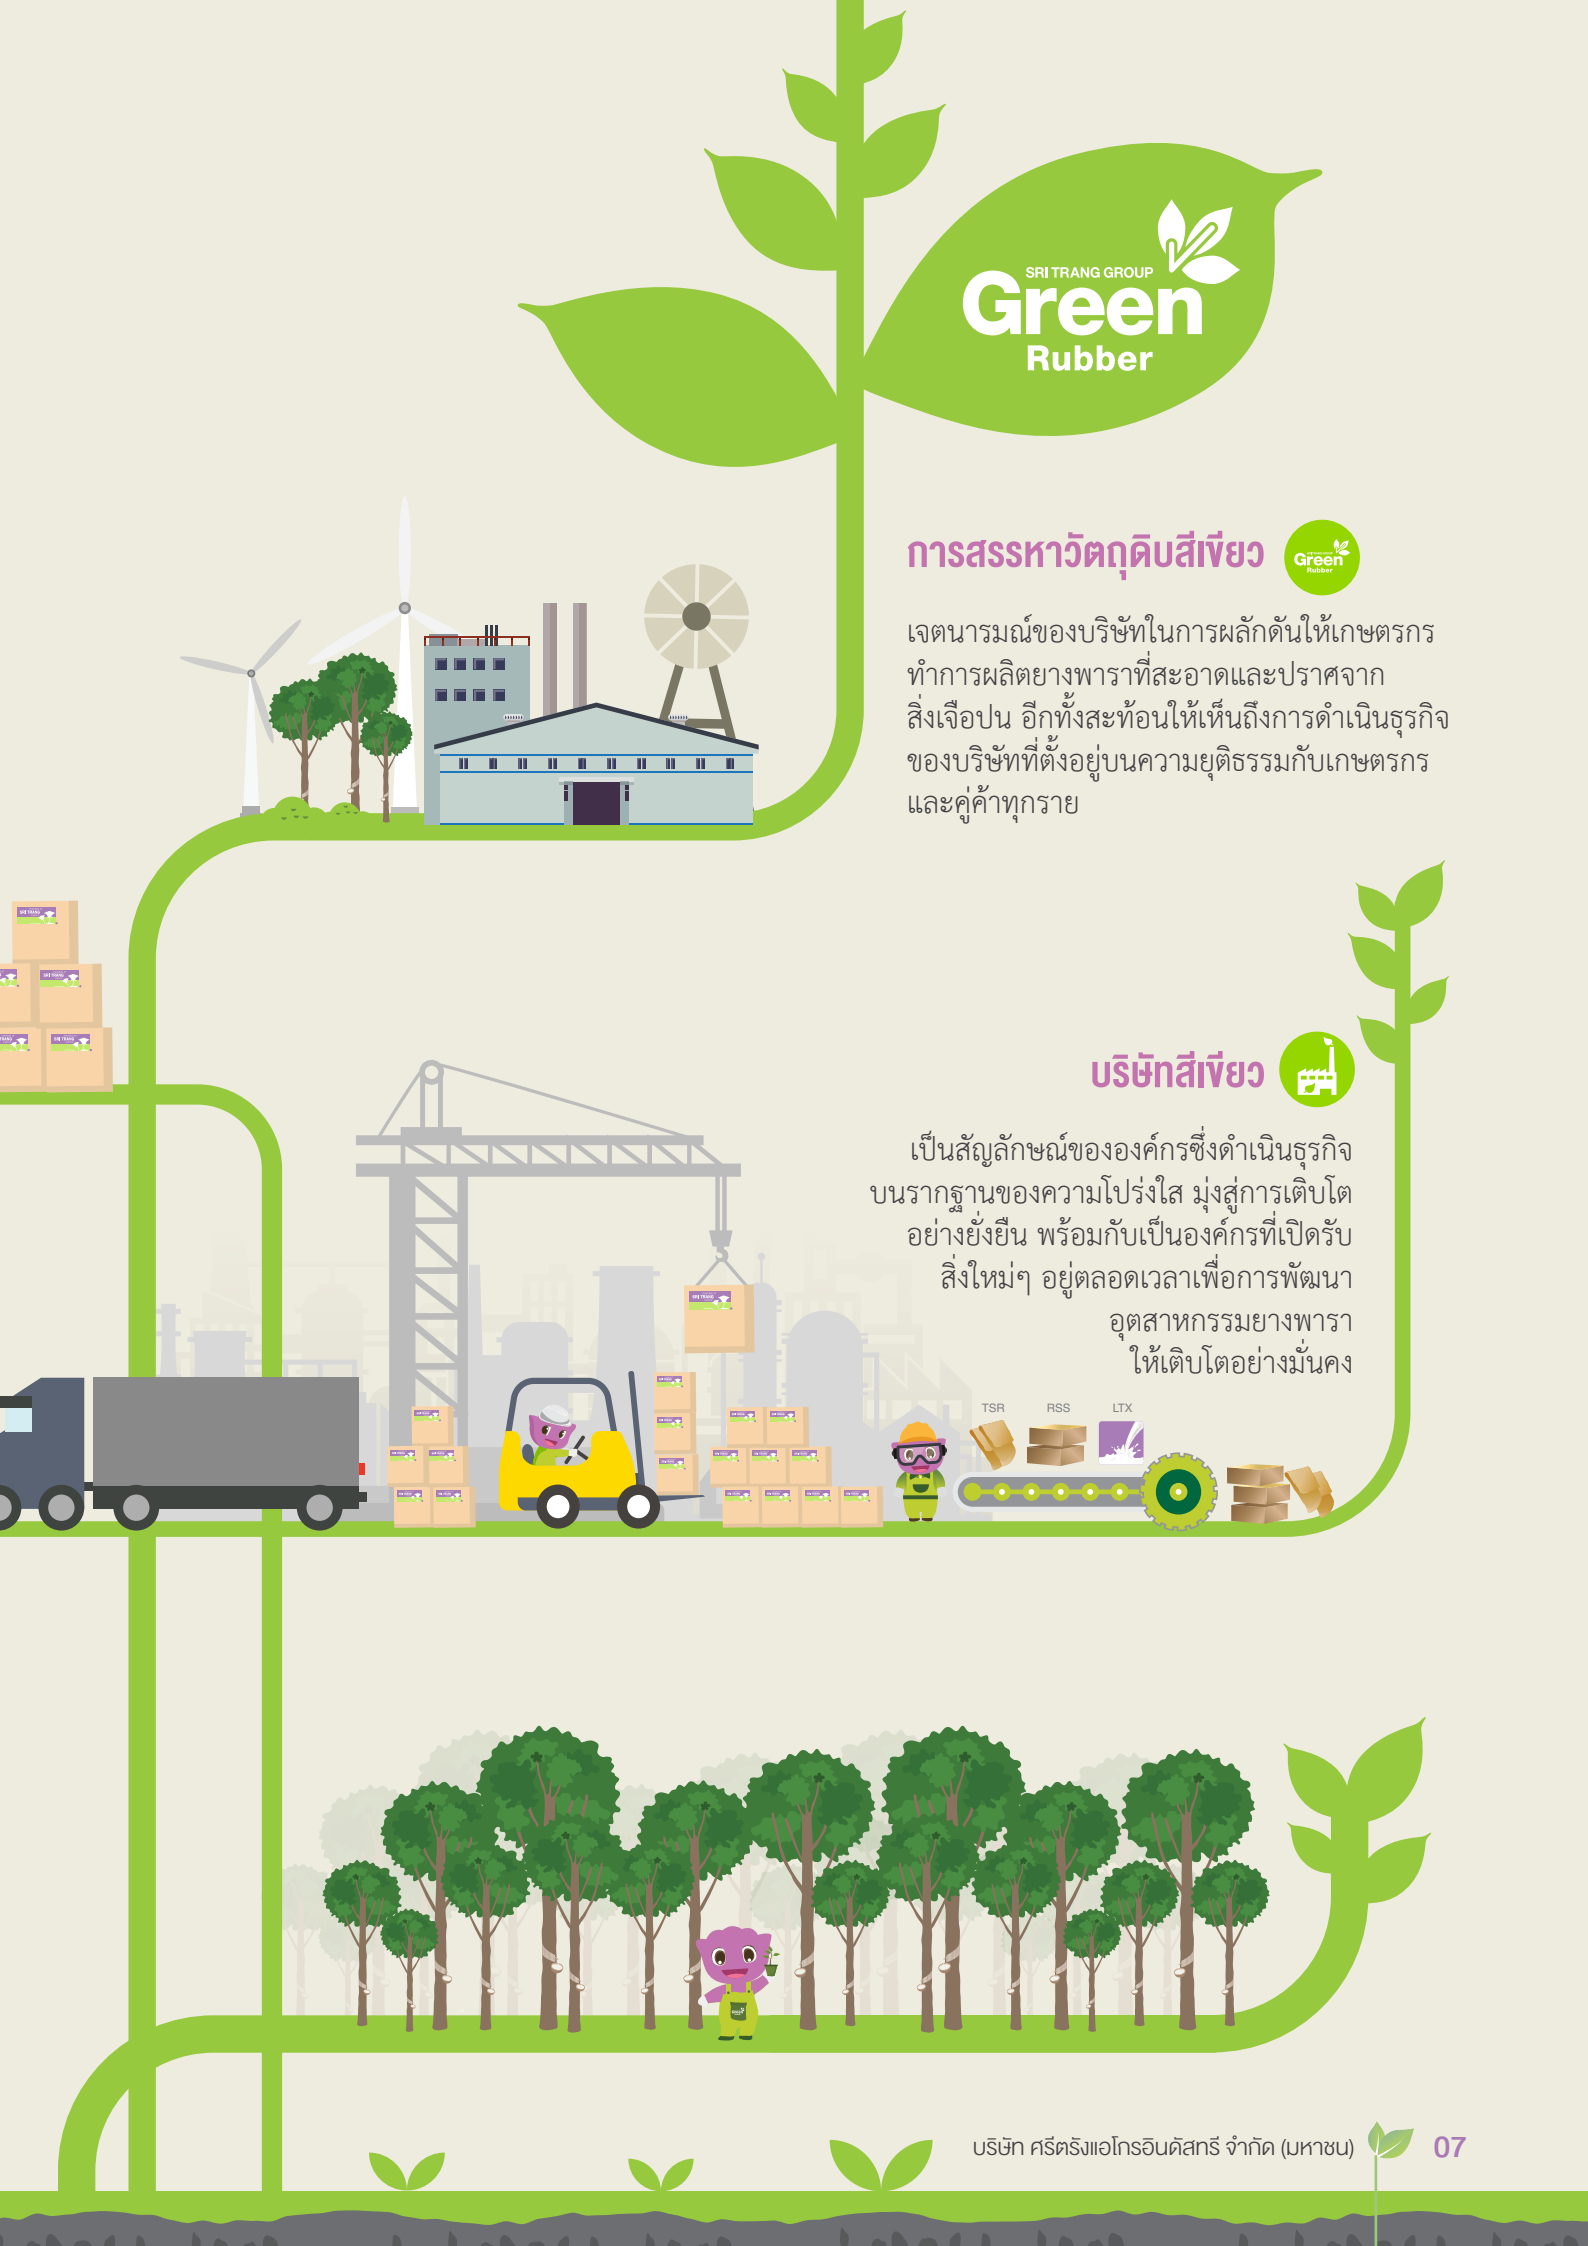 SRI TRANG GROUP
Green
Rubber
การสรรหาวัตถุดิบสีเขียว
Green
Rubber
เจตนารมณ์ของบริษัทในการผลักดันให้เกษตรกร
ทำการผลิตยางพาราที่สะอาดและปราศจาก
สิ่งเจือปน อีกทั้งสะท้อนให้เห็นถึงการดำเนินธุรกิจ
ของบริษัทที่ตั้งอยู่บนความยุติธรรมกับเกษตรกร
และคู่ค้าทุกราย
SRI TRANG
SRI TRANG
SRI TRANG
บริษัทสีเขียว
เป็นสัญลักษณ์ขององค์กรซึ่งดำเนินธุรกิจ
บนรากฐานของความโปร่งใส มุ่งสู่การเติบโต
อย่างยั่งยืน พร้อมกับเป็นองค์กรที่เปิดรับ
สิ่งใหม่ๆ อยู่ตลอดเวลาเพื่อการพัฒนา
อุตสาหกรรมยางพารา
ให้เติบโตอย่างมั่นคง
SRI TRANG
TSR RSS LTX
บริษัท ศรีตรังแอโกรอินดัสทรี จำกัด (มหาชน) 07